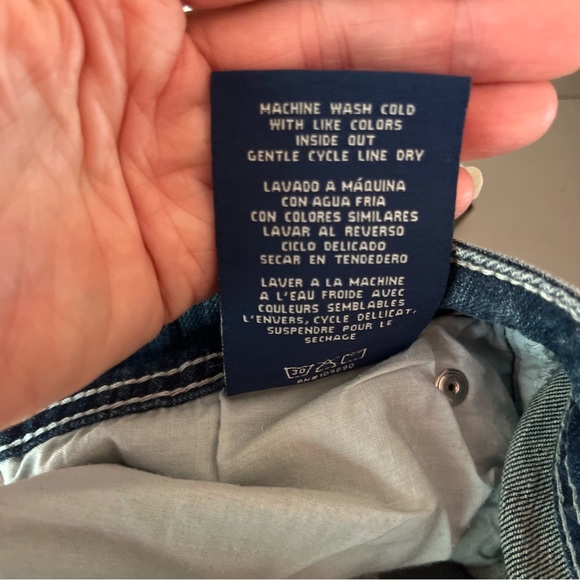 MACHINE WASH COLD
WITH LIKE COLORS
INSIDE OUT
GENTLE CYCLE LINE DRY
LAVADO A MÁQUINA
CON AGUA FRIA
CON COLORES SIMILARES
LAVAR AL REVERSO
CICLO DELICADO
SECAR EN TENDEDERO
LAVER A LA MACHINE
A L'EAU FROIDE AVEC
COULEURS SEMBLABLES
L'ENVERS, CYCLE DELLICAT,
SUSPENDRE POUR LE
SECHAGE
30